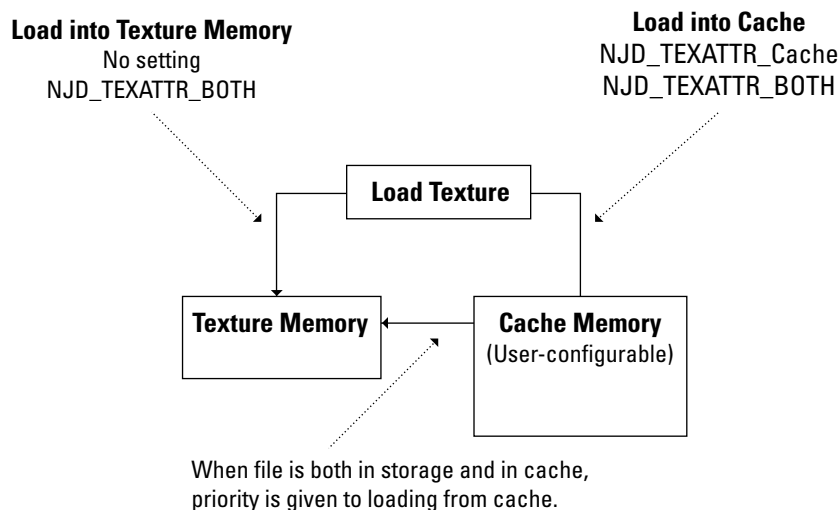 Load into Texture Memory
No setting
NJD_TEXATTR_BOTH
Load into Cache
NJD_TEXATTR_Cache
NJD_TEXATTR_BOTH
Load Texture
Texture Memory
Cache Memory
(User-configurable)
When file is both in storage and in cache,
priority is given to loading from cache.